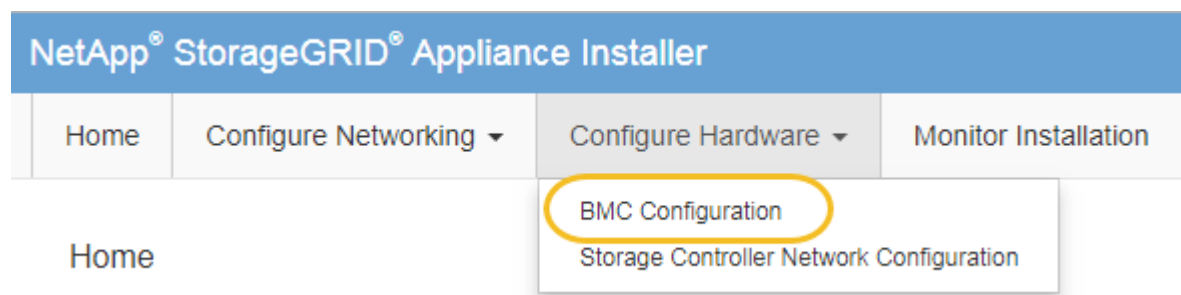 NetApp® StorageGRID® Appliance Installer
Home Configure Networking Configure Hardware Monitor Installation
BMC Configuration
Home
Storage Controller Network Configuration